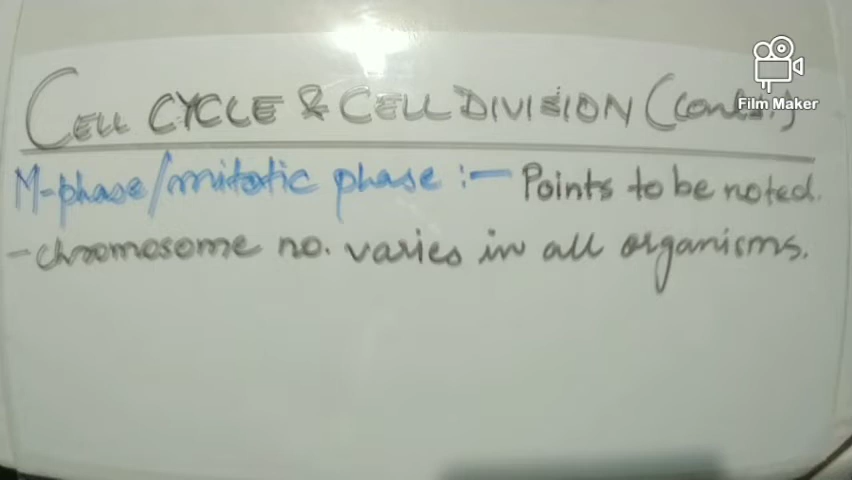 CELL CYCLE & CELL DIVISION (Contd.)
Film Maker
M-phase/mitotic phase :- Points to be noted.
- chromosome no. varies in all organisms.